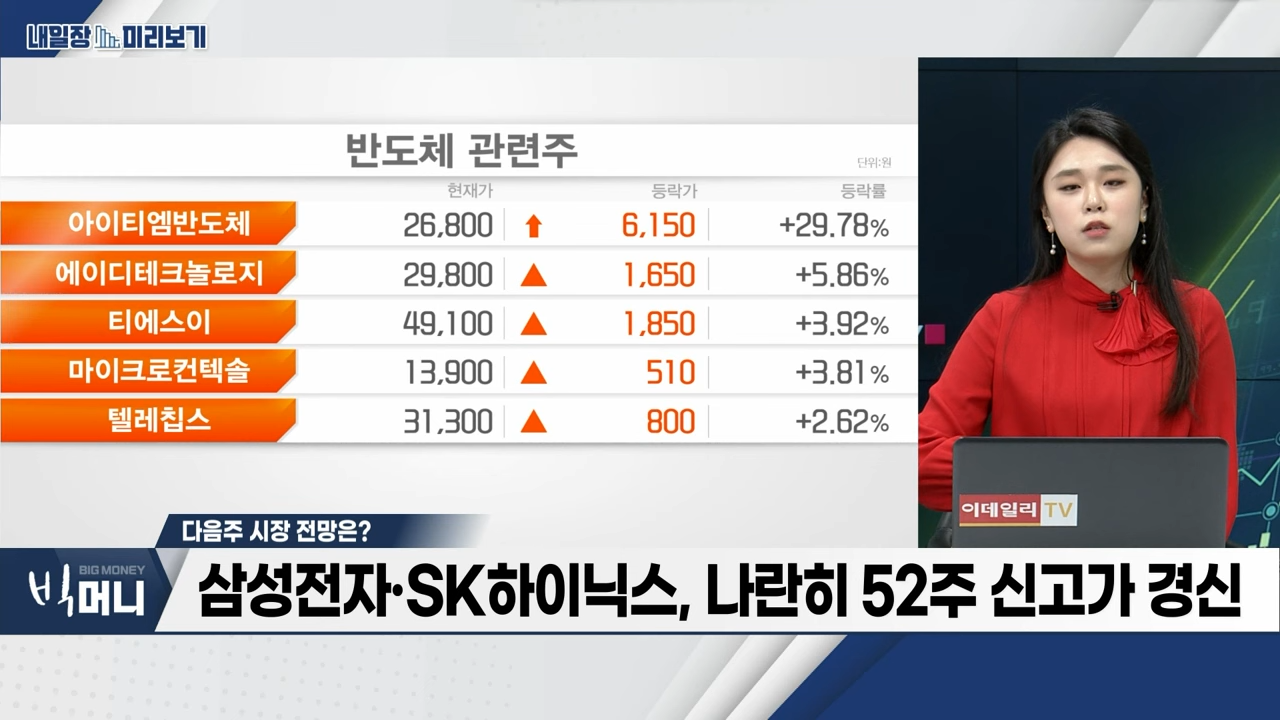 내일장 미리보기
반도체 관련주
단위:원
현재가 등락가 등락률
아이티엠반도체 26,800 6,150 +29.78%
에이디테크놀로지 29,800 ▲ 1,650 +5.86%
티에스이 49,100 ▲ 1,850 +3.92%
마이크로컨텍솔 13,900 ▲ 510 +3.81%
텔레칩스 31,300 ▲ 800 +2.62%
이데일리 TV
다음주 시장 전망은?
BIG MONEY
빅머니
삼성전자·SK하이닉스, 나란히 52주 신고가 경신